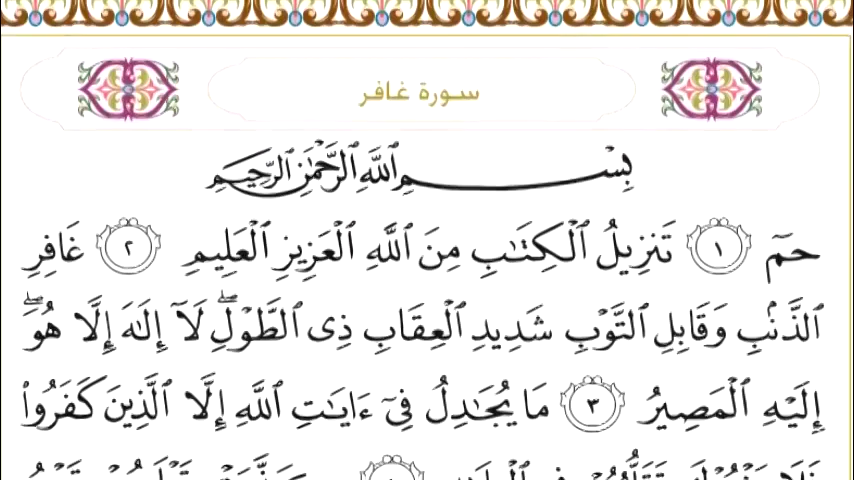 سورة غافر
بِسْمِ ٱللَّهِ ٱلرَّحْمَٰنِ ٱلرَّحِيمِ
حمٓ ١ تَنزِيلُ ٱلْكِتَٰبِ مِنَ ٱللَّهِ ٱلْعَزِيزِ ٱلْعَلِيمِ ٢ غَافِرِ
ٱلذَّنۢبِ وَقَابِلِ ٱلتَّوْبِ شَدِيدِ ٱلْعِقَابِ ذِى ٱلطَّوْلِۖ لَآ إِلَٰهَ إِلَّا هُوَۖ
إِلَيْهِ ٱلْمَصِيرُ ٣ مَا يُجَٰدِلُ فِىٓ ءَايَٰتِ ٱللَّهِ إِلَّا ٱلَّذِينَ كَفَرُوا۟